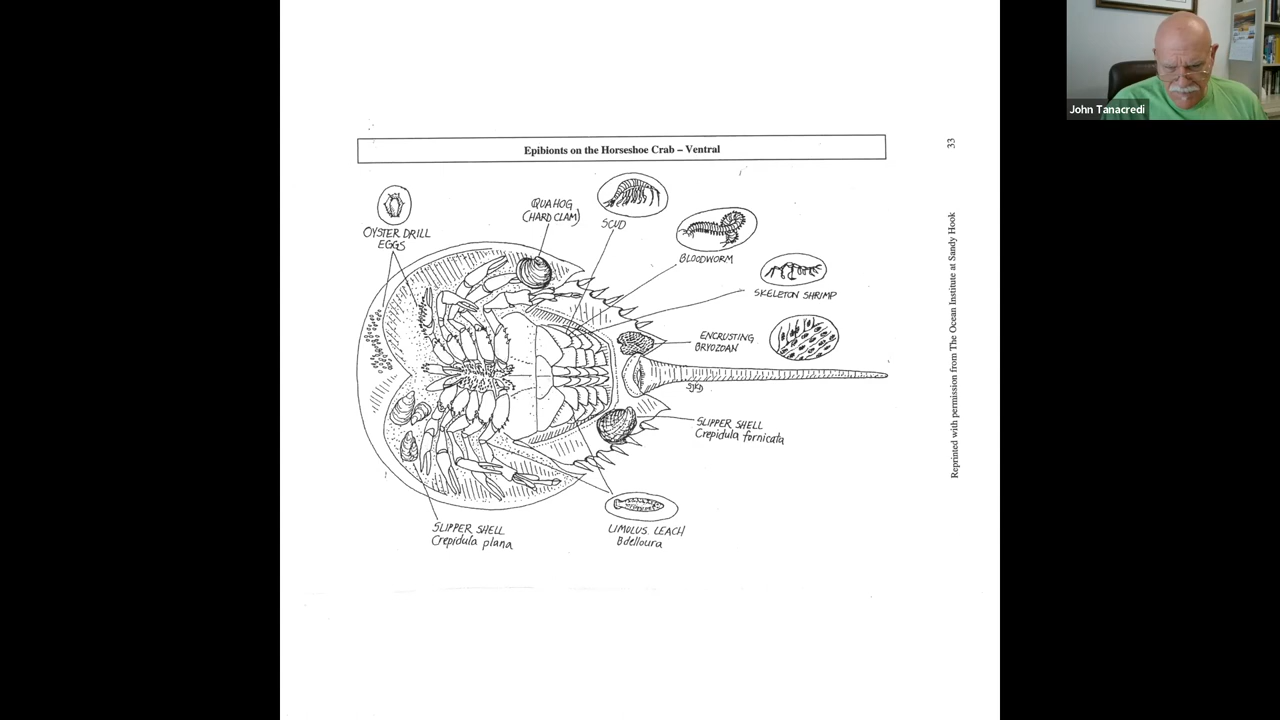 John Tanacredi
Epibionts on the Horseshoe Crab – Ventral
33
OYSTER DRILL
EGGS
QUAHOG
(HARD CLAM)
SCUD
BLOODWORM
SKELETON SHRIMP
ENCRUSTING
BRYOZOAN
SLIPPER SHELL
Crepidula fornicata
LIMULUS LEACH
Bdelloura
SLIPPER SHELL
Crepidula plana
Reprinted with permission from The Ocean Institute at Sandy Hook